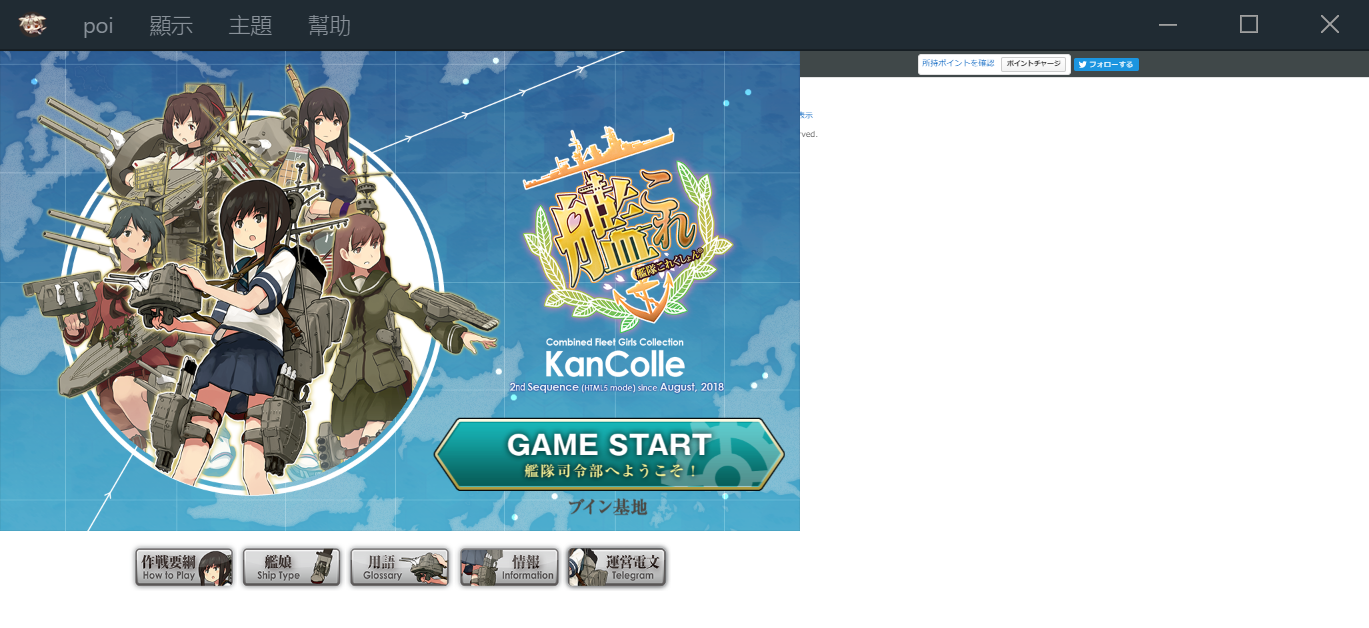 poi 顯示 主題 幫助
所持ポイントを確認 ポイントチャージ フォローする
表示
rved.
艦これ
艦隊これくしょん
Combined Fleet Girls Collection
KanColle
2nd Sequence (HTML5 mode) since August, 2018
GAME START
艦隊司令部へようこそ!
ブイン基地
作戦要綱 艦娘 用語 情報 運営電文
How to Play Ship Type Glossary Information Telegram